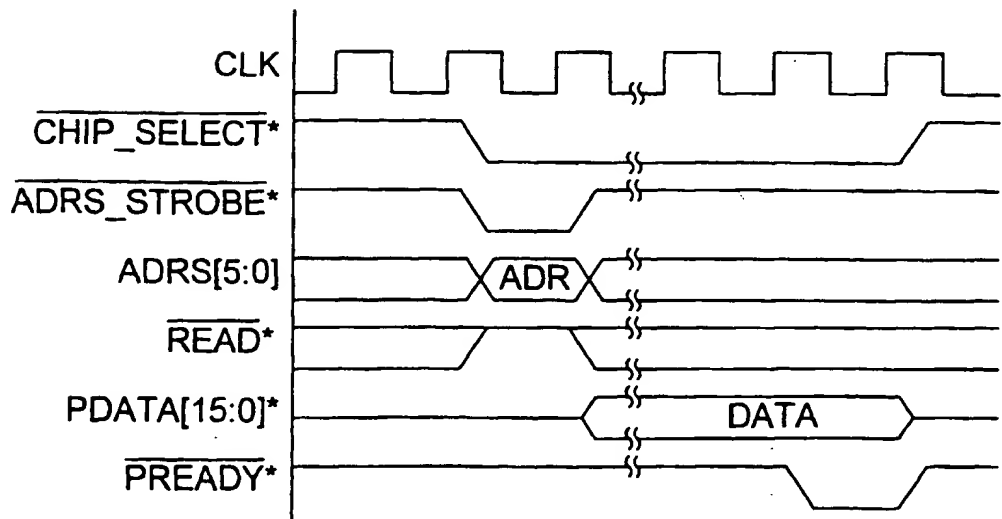 CLK
CHIP_SELECT*
ADRS_STROBE*
ADRS[5:0]
ADR
READ*
PDATA[15:0]*
DATA
PREADY*